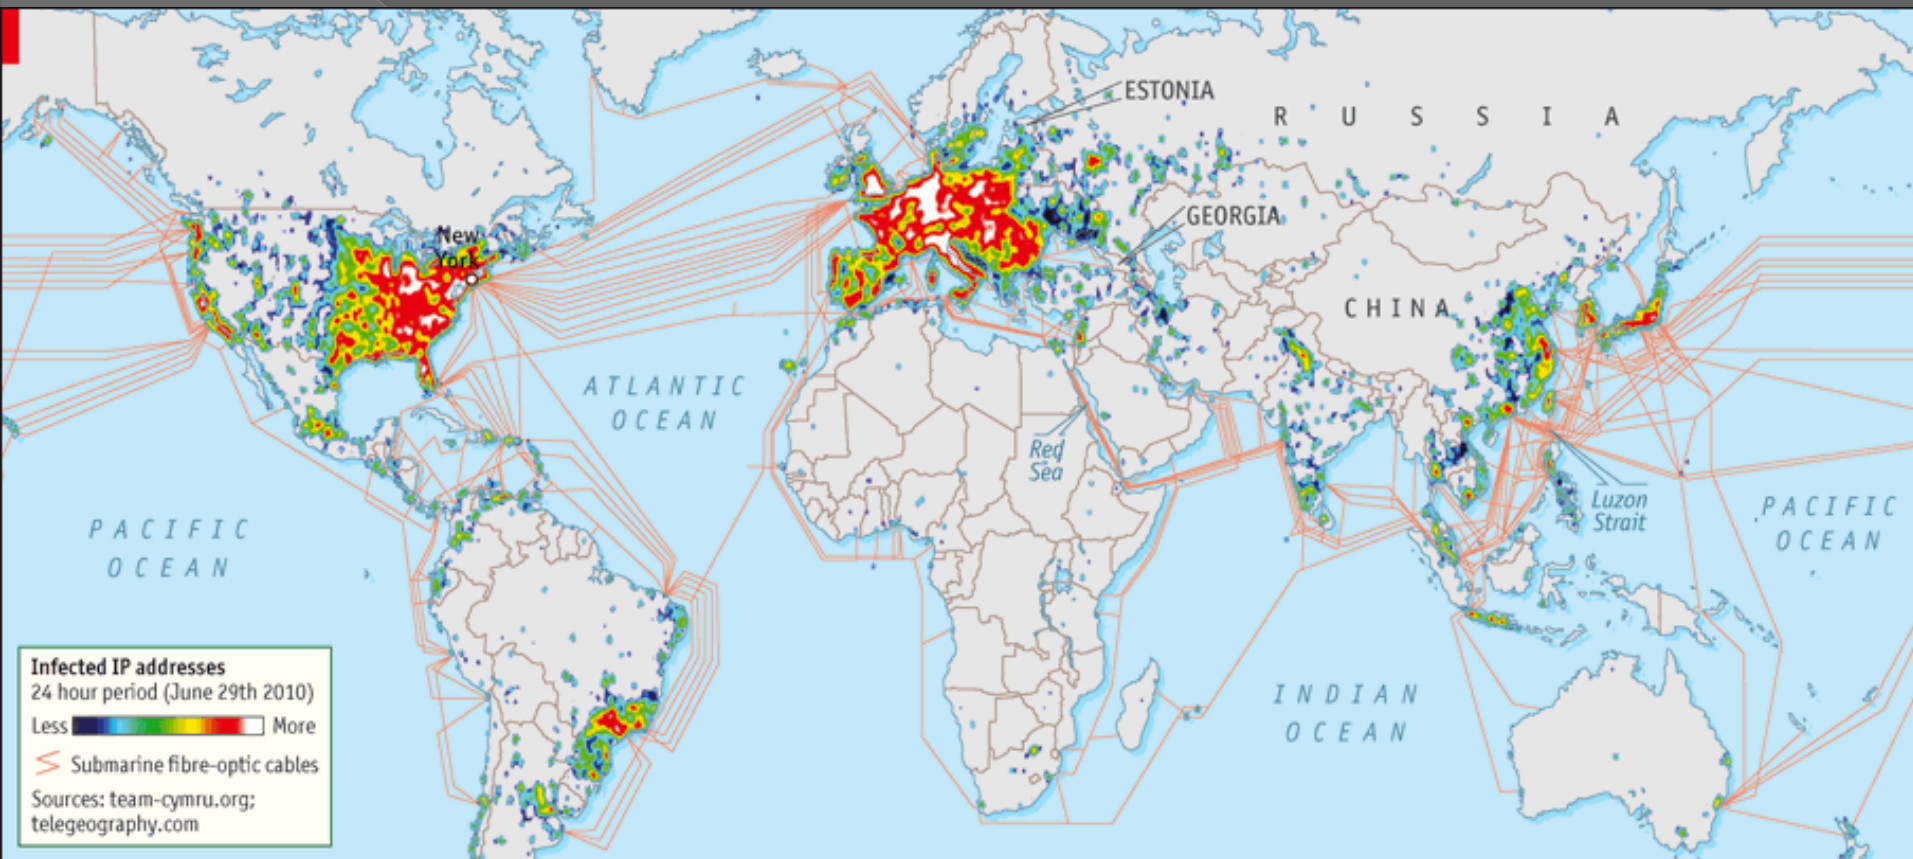 ESTONIA
RUSSIA
GEORGIA
New
York
CHINA
ATLANTIC
OCEAN
Red
Sea
Luzon
Strait
PACIFIC
OCEAN
PACIFIC
OCEAN
INDIAN
OCEAN
Infected IP addresses
24 hour period (June 29th 2010)
Less More
Submarine fibre-optic cables
Sources: team-cymru.org;
telegeography.com